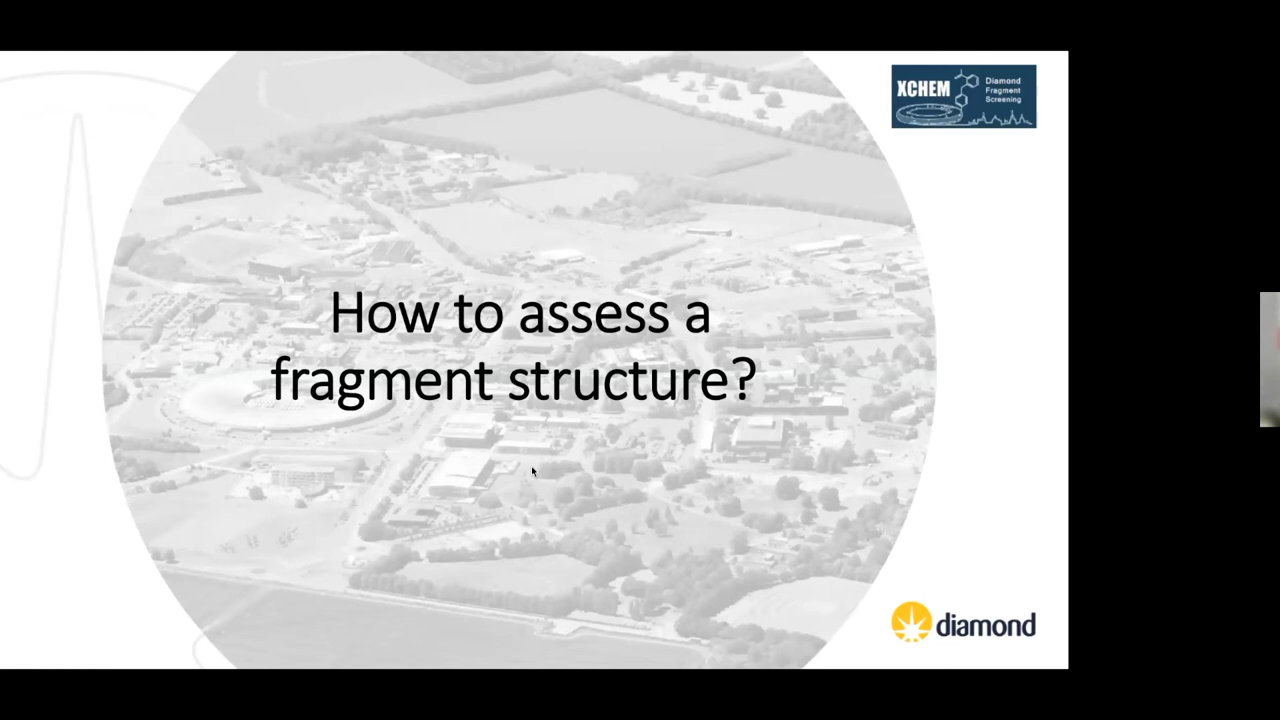 XCHEM
Diamond
Fragment
Screening
How to assess a
fragment structure?
diamond